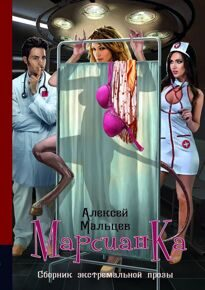 Алексей
Мальцев
МарсианКа
Сборник экстремальной прозы